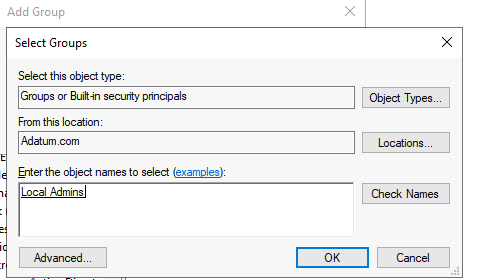 Add Group
Select Groups
Select this object type:
Groups or Built-in security principals
Object Types...
From this location:
Adatum.com
Locations...
Enter the object names to select (examples):
Local Admins
Check Names
Advanced...
OK
Cancel